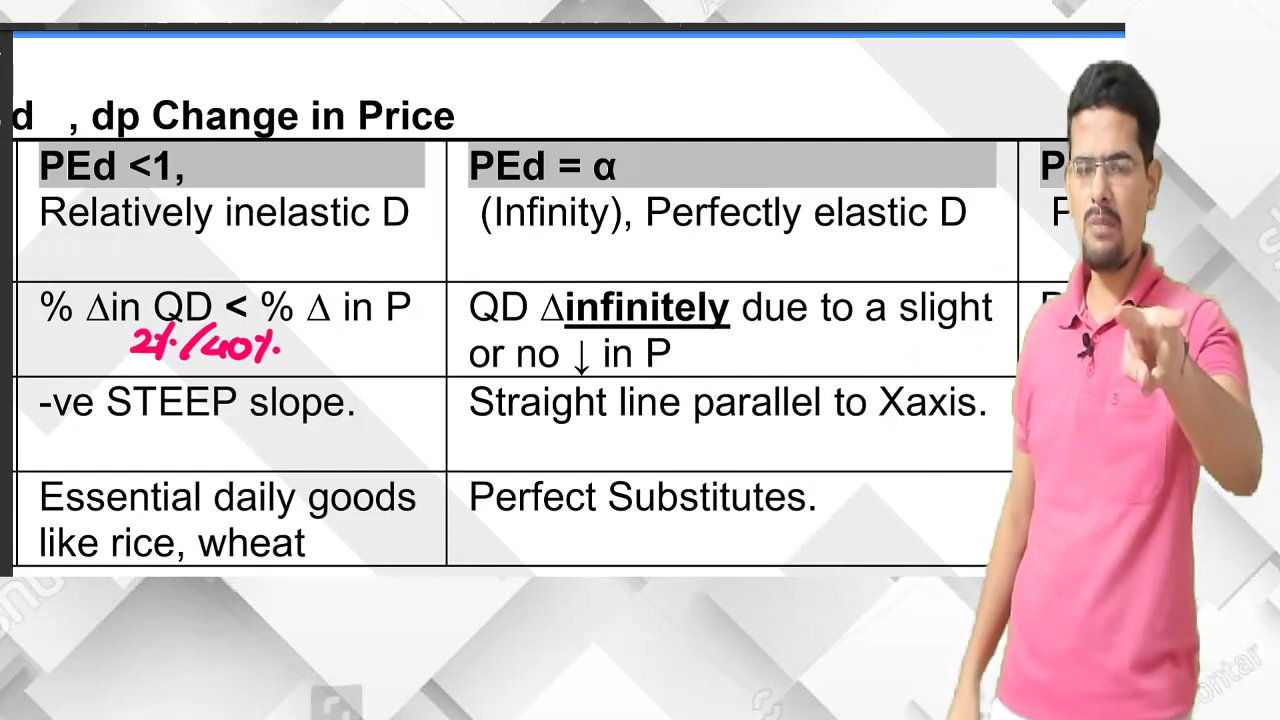 d , dp Change in Price
PEd <1,
Relatively inelastic D
% ∆in QD < % ∆ in P
2%/40%.
-ve STEEP slope.
Essential daily goods
like rice, wheat
PEd = α
(Infinity), Perfectly elastic D
QD ∆infinitely due to a slight
or no ↓ in P
Straight line parallel to Xaxis.
Perfect Substitutes.
P